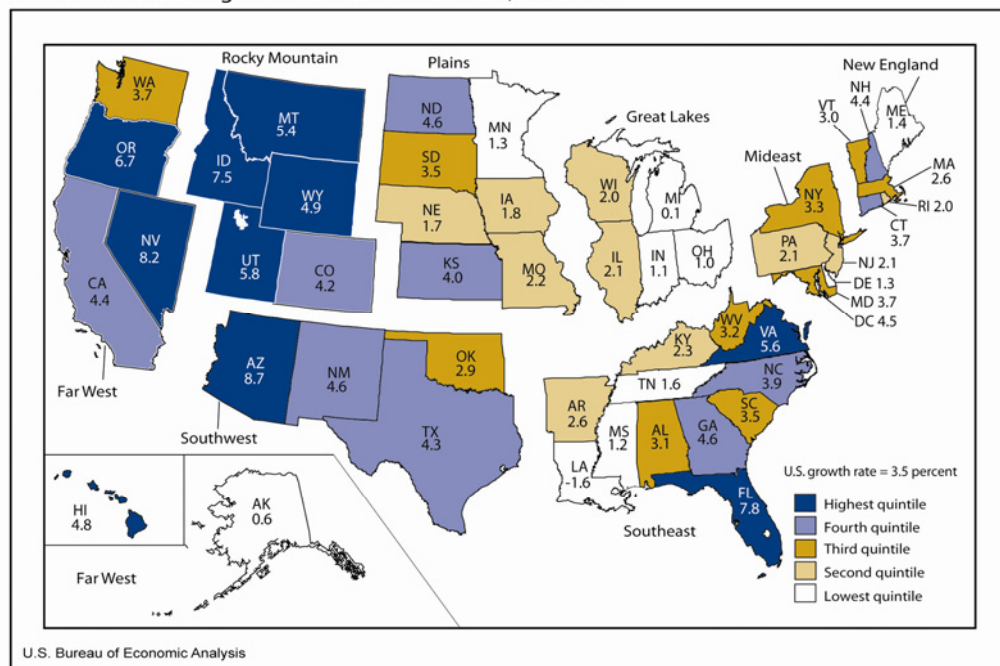 Rocky Mountain
Plains
New England
Great Lakes
Mideast
WA
3.7
OR
6.7
MT
5.4
ID
7.5
WY
4.9
NV
8.2
UT
5.8
CO
4.2
CA
4.4
Far West
ND
4.6
SD
3.5
NE
1.7
KS
4.0
MN
1.3
IA
1.8
MO
2.2
WI
2.0
IL
2.1
MI
0.1
IN
1.1
OH
1.0
VT
3.0
NH
4.4
ME
1.4
MA
2.6
RI 2.0
CT
3.7
NY
3.3
PA
2.1
NJ 2.1
DE 1.3
MD 3.7
DC 4.5
AZ
8.7
NM
4.6
OK
2.9
TX
4.3
Southwest
AR
2.6
LA
-1.6
MS
1.2
AL
3.1
TN 1.6
KY
2.3
WV
3.2
VA
5.6
NC
3.9
SC
3.5
GA
4.6
FL
7.8
Southeast
HI
4.8
AK
0.6
Far West
U.S. growth rate = 3.5 percent
Highest quintile
Fourth quintile
Third quintile
Second quintile
Lowest quintile
U.S. Bureau of Economic Analysis